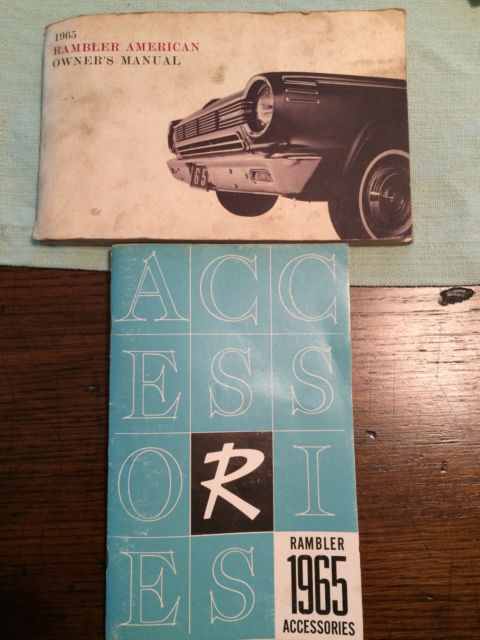 1965
RAMBLER AMERICAN
OWNER'S MANUAL
65
ACC
ESS
ORI
ES
RAMBLER
1965
ACCESSORIES